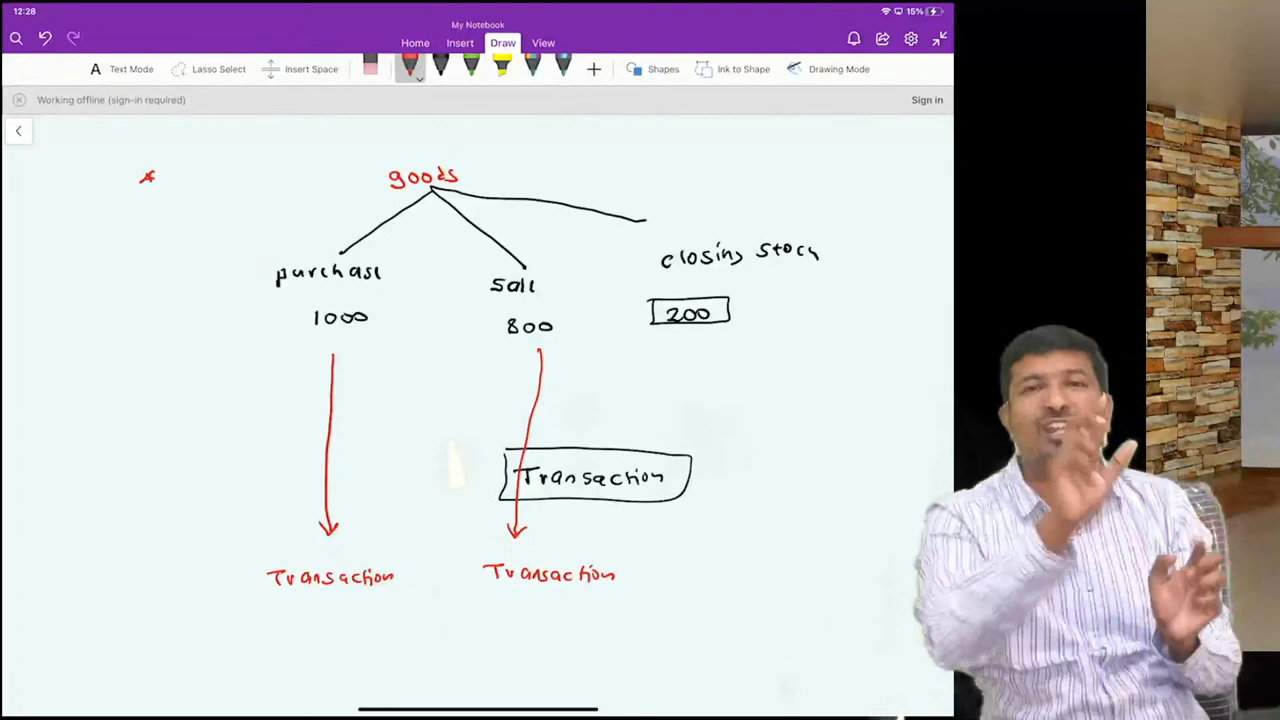 12:28
15%
My Notebook
Home Insert Draw View
Text Mode Lasso Select Insert Space Shapes Ink to Shape Drawing Mode
Working offline (sign-in required) Sign in
goods
purchase sale closing stock
1000 800 200
Transaction
Transaction Transaction